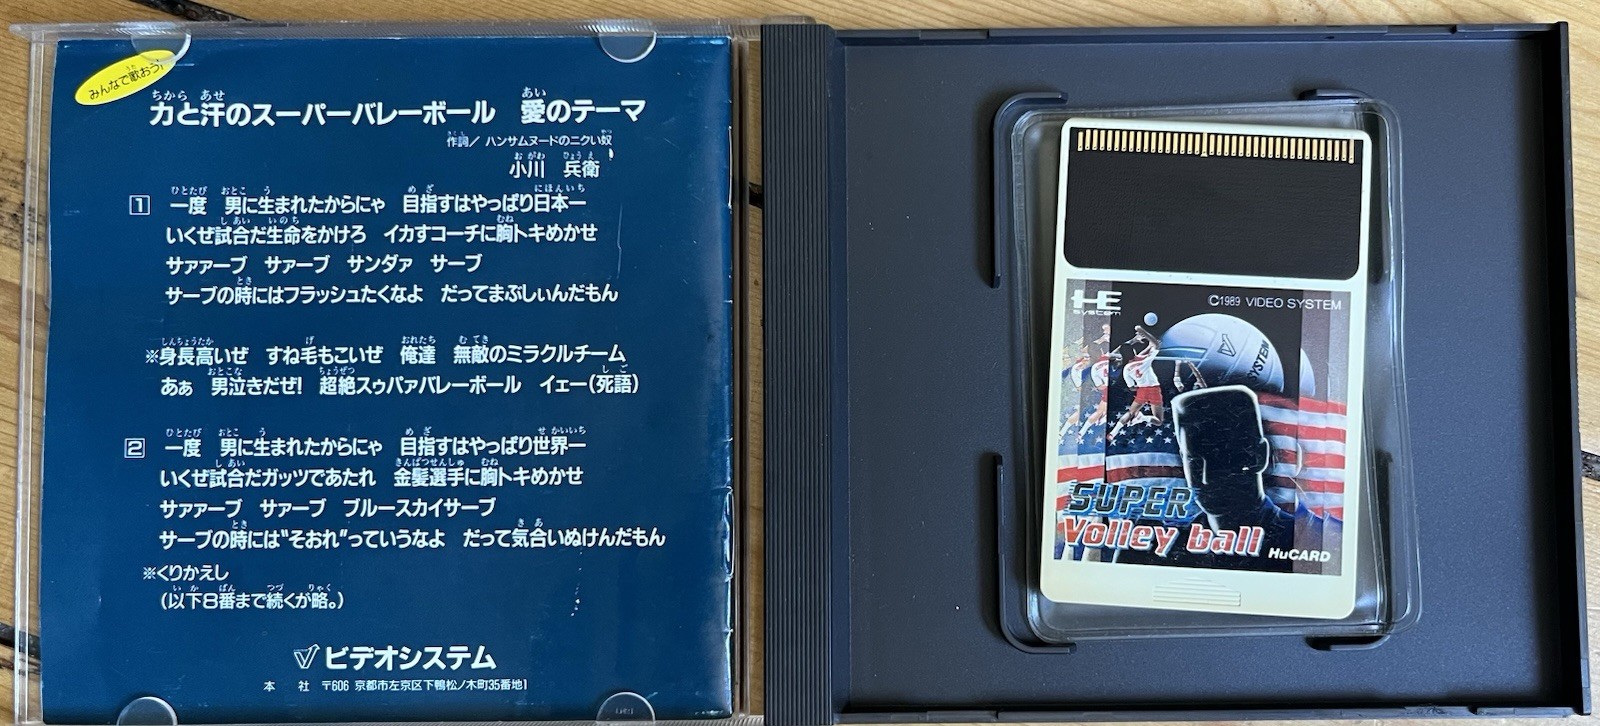 みんなで歌おう!
力と汗のスーパーバレーボール 愛のテーマ
作詞/ハンサムヌードのニクい奴
小川 兵衛
1 一度 男に生まれたからにゃ 目指すはやっぱり日本一
いくぜ試合だ生命をかけろ イカすコーチに胸トキめかせ
サァァーブ サァーブ サンダァ サーブ
サーブの時にはフラッシュたくなよ だってまぶしぃんだもん
※身長高いぜ すね毛もこいぜ 俺達 無敵のミラクルチーム
あぁ 男泣きだぜ! 超絶スゥパァバレーボール イェー(死語)
2 一度 男に生まれたからにゃ 目指すはやっぱり世界一
いくぜ試合だガッツであたれ 金髪選手に胸トキめかせ
サァァーブ サァーブ ブルースカイサーブ
サーブの時には“そおれ”っていうなよ だって気合いぬけんだもん
※くりかえし
(以下8番まで続くが略。)
ビデオシステム
本 社 〒606 京都市左京区下鴨松ノ木町35番地1
HE system
©1989 VIDEO SYSTEM
SYSTEM
SUPER
Volley ball
HuCARD